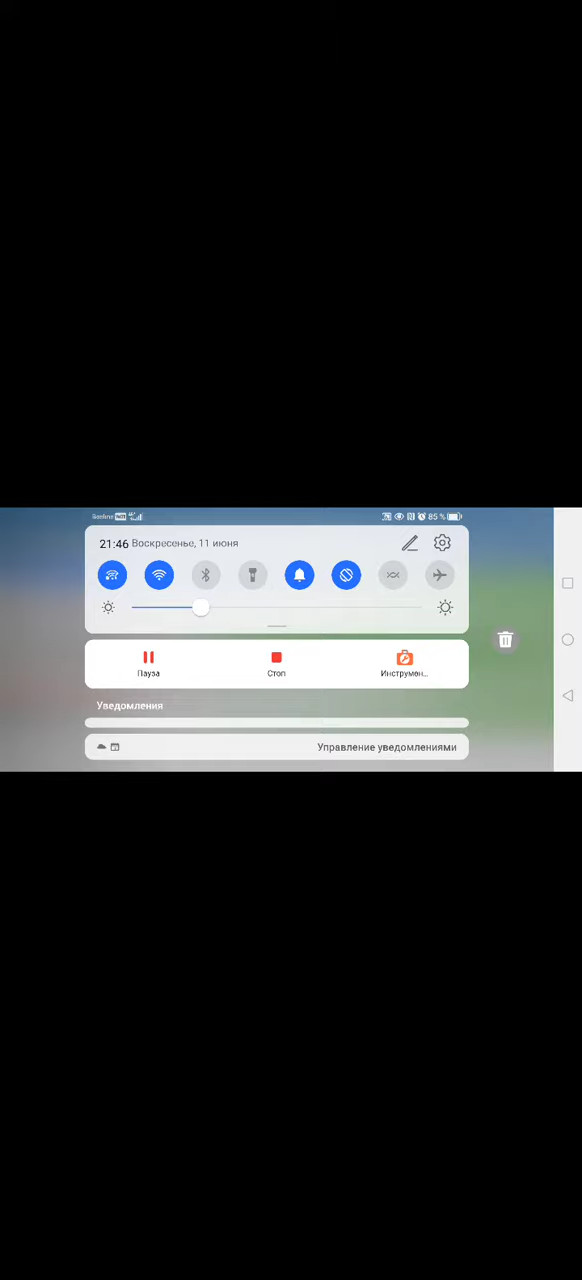 85 %
21:46 Воскресенье, 11 июня
Пауза
Стоп
Инструмен...
Уведомления
Управление уведомлениями